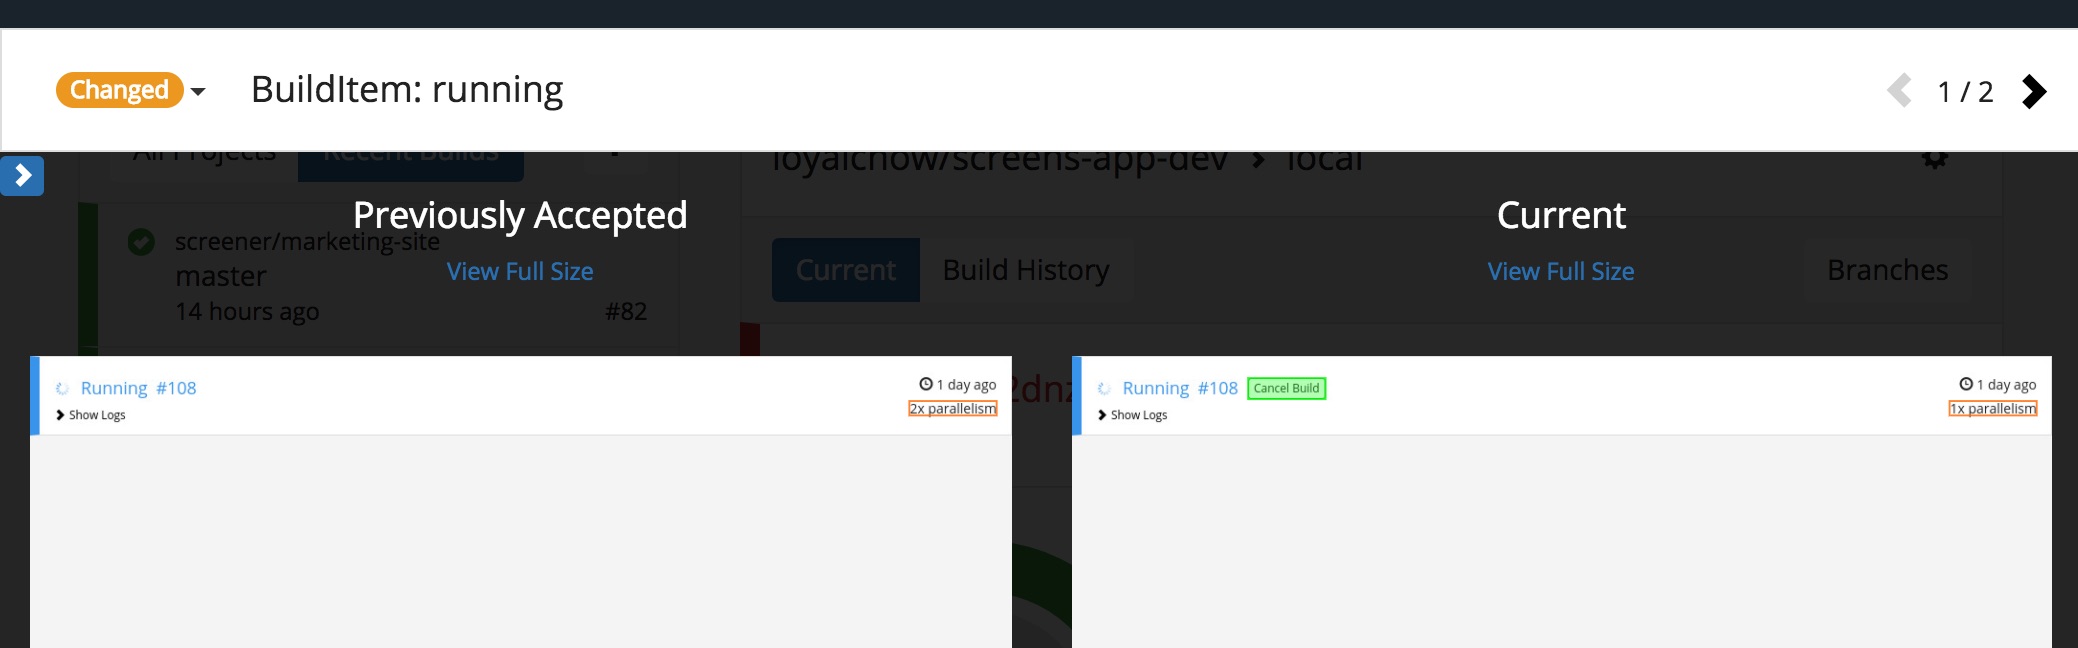 Changed
BuildItem: running
1 / 2
All Projects
Recent Builds
loyalchow/screens-app-dev > local
Previously Accepted
Current
screener/marketing-site
master
View Full Size
14 hours ago
#82
Current
Build History
View Full Size
Branches
Running #108
1 day ago
Show Logs
2x parallelism
2dnz
Running #108
Cancel Build
1 day ago
Show Logs
1x parallelism